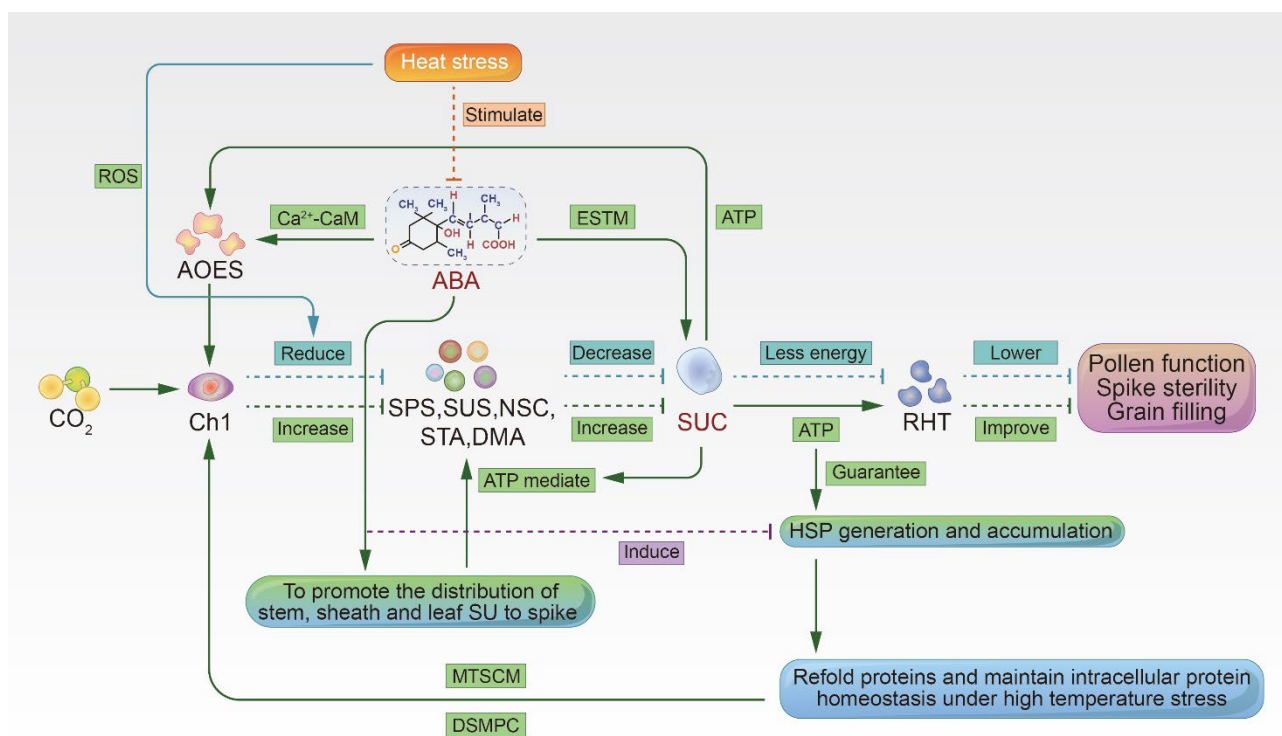 Heat stress
Stimulate
ROS
Ca²⁺-CaM
ESTM
ATP
CH₃
CH₃
H
CH₃
OH
H
H
COOH
O
CH₃
AOES
ABA
Reduce
Decrease
Less energy
Lower
CO₂
Ch1
SPS,SUS,NSC,
STA,DMA
SUC
RHT
Pollen function
Spike sterility
Grain filling
Increase
Increase
ATP
Improve
ATP mediate
Guarantee
HSP generation and accumulation
Induce
To promote the distribution of
stem, sheath and leaf SU to spike
MTSCM
DSMPC
Refold proteins and maintain intracellular protein
homeostasis under high temperature stress